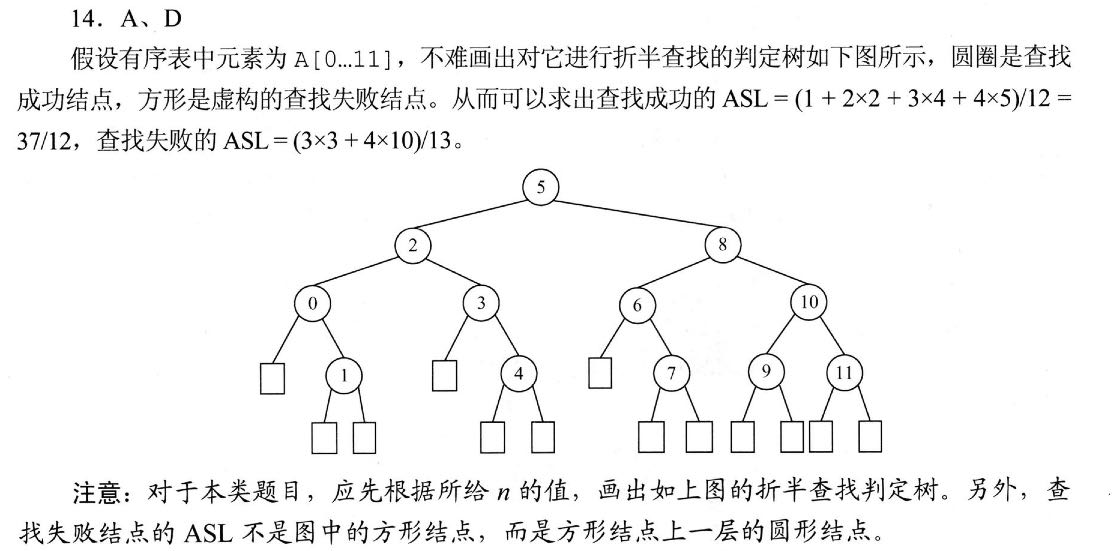 14．A、D
假设有序表中元素为 A[0…11]，不难画出对它进行折半查找的判定树如下图所示，圆圈是查找
成功结点，方形是虚构的查找失败结点。从而可以求出查找成功的 ASL = (1 + 2×2 + 3×4 + 4×5)/12 =
37/12，查找失败的 ASL = (3×3 + 4×10)/13。
5
2 8
0 3 6 10
1 4 7 9 11
注意：对于本类题目，应先根据所给 n 的值，画出如上图的折半查找判定树。另外，查
找失败结点的 ASL 不是图中的方形结点，而是方形结点上一层的圆形结点。